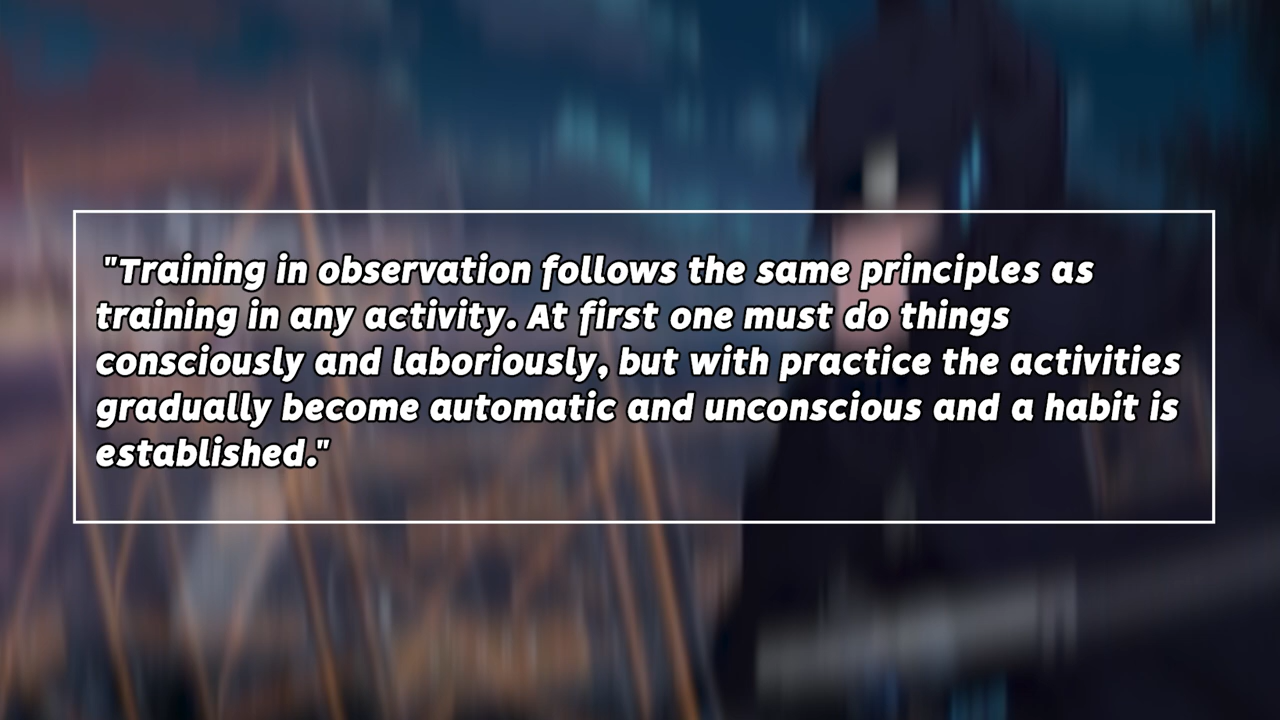 "Training in observation follows the same principles as
training in any activity. At first one must do things
consciously and laboriously, but with practice the activities
gradually become automatic and unconscious and a habit is
established."